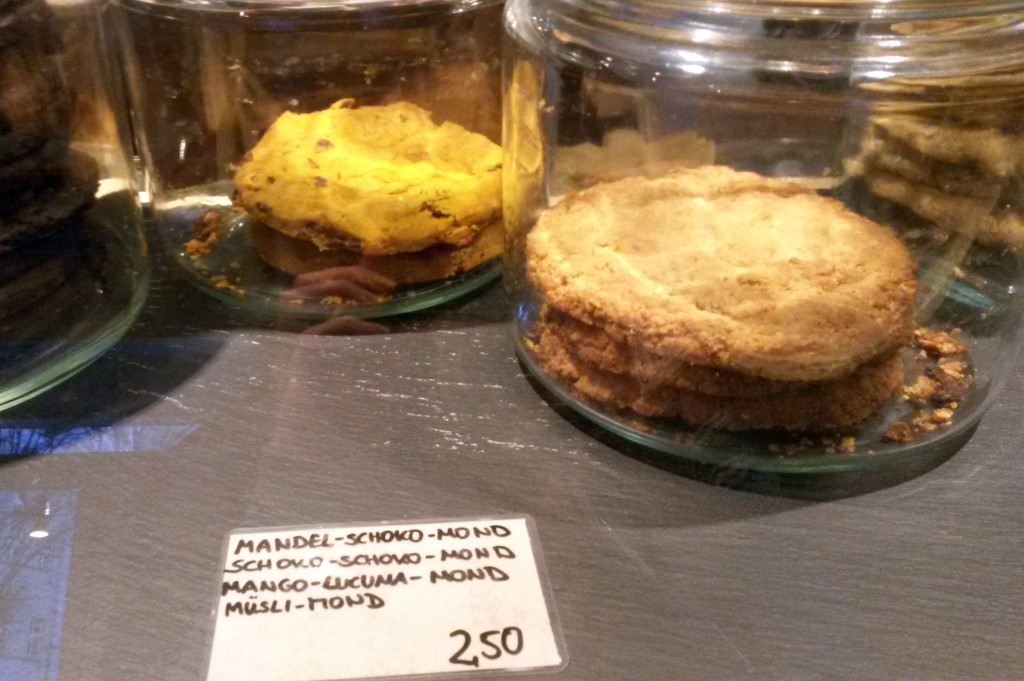 MANDEL-SCHOKO-MOND
SCHOKO-SCHOKO-MOND
MANGO-LUCUMA-MOND
MÜSLI-MOND
2,50